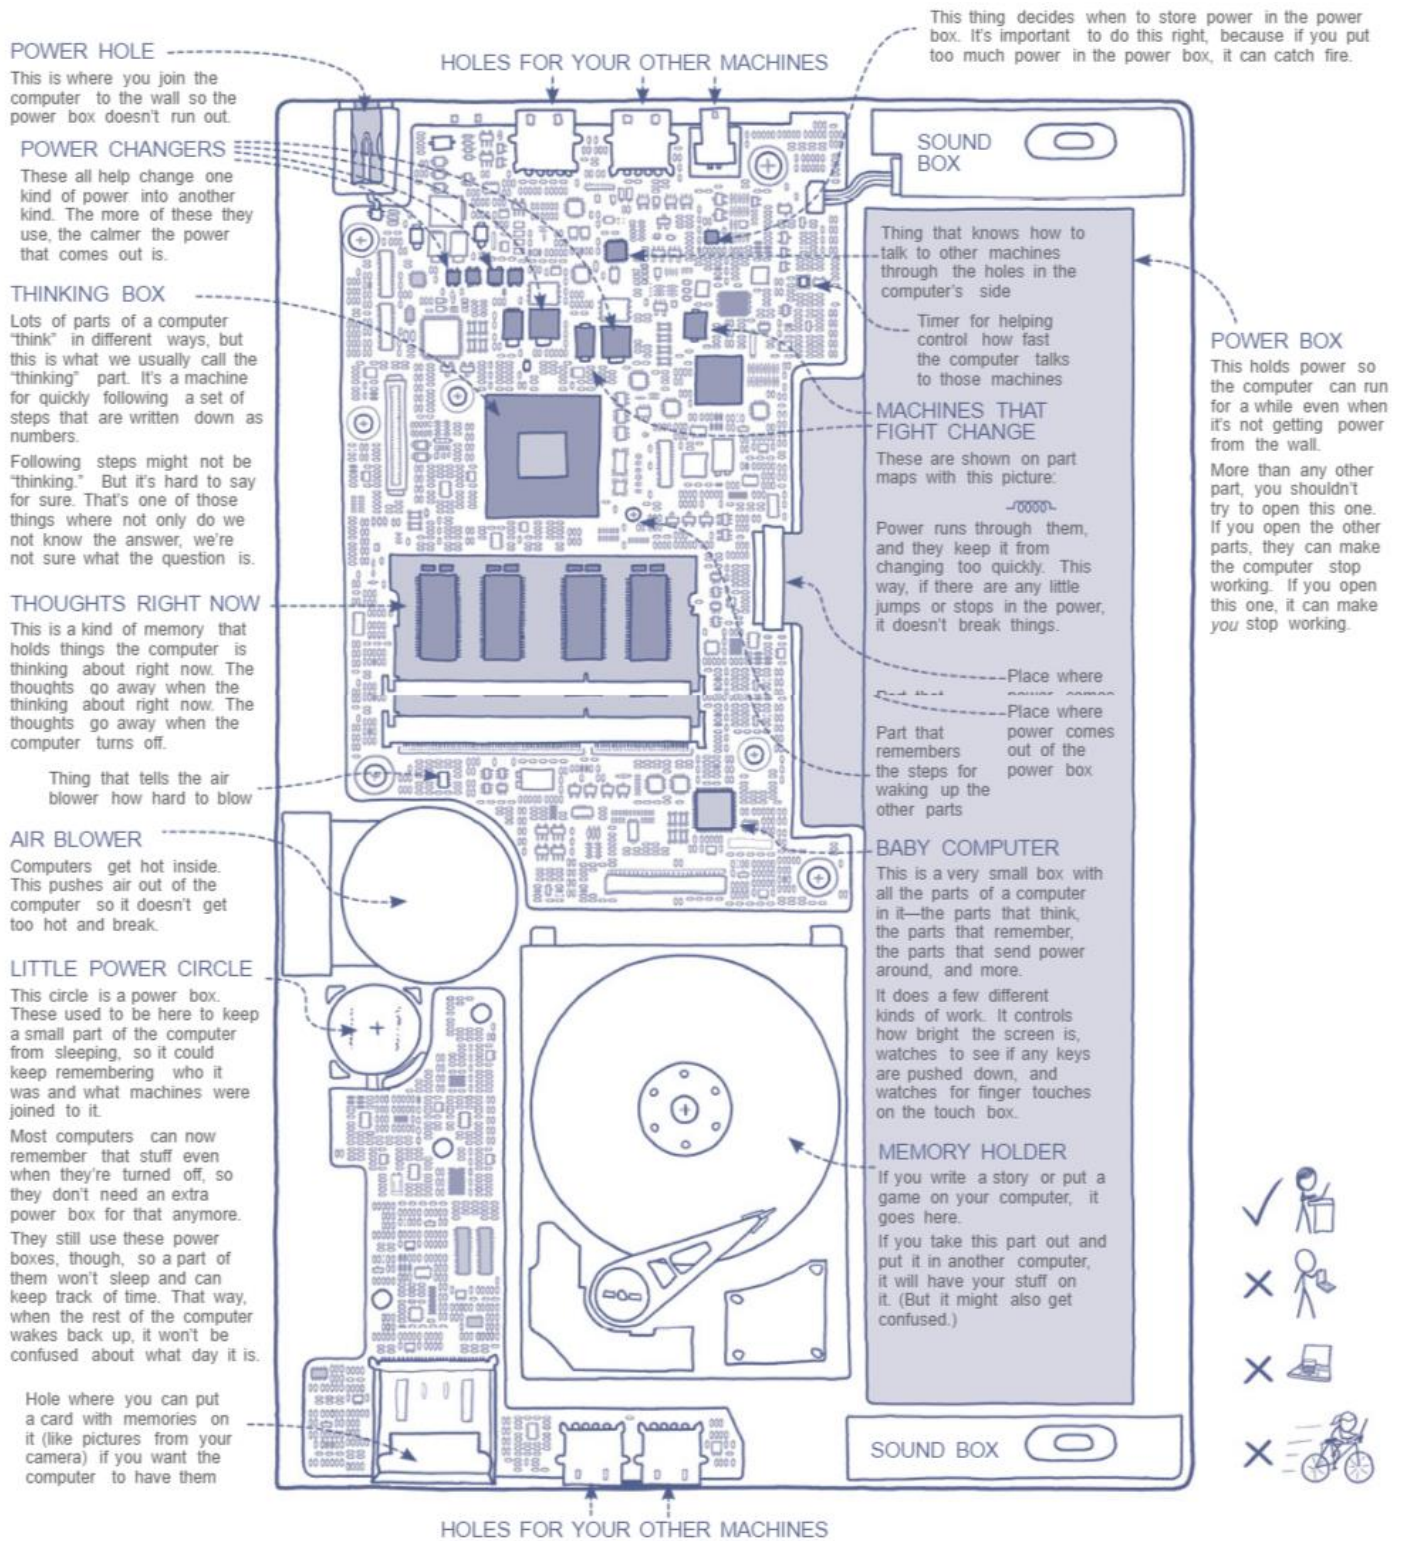 This thing decides when to store power in the power
box. It's important to do this right, because if you put
too much power in the power box, it can catch fire.
HOLES FOR YOUR OTHER MACHINES
POWER HOLE
This is where you join the
computer to the wall so the
power box doesn't run out.
POWER CHANGERS
These all help change one
kind of power into another
kind. The more of these they
use, the calmer the power
that comes out is.
THINKING BOX
Lots of parts of a computer
"think" in different ways, but
this is what we usually call the
"thinking" part. It's a machine
for quickly following a set of
steps that are written down as
numbers.
Following steps might not be
"thinking." But it's hard to say
for sure. That's one of those
things where not only do we
not know the answer, we're
not sure what the question is.
THOUGHTS RIGHT NOW
This is a kind of memory that
holds things the computer is
thinking about right now. The
thoughts go away when the
thinking about right now. The
thoughts go away when the
computer turns off.
Thing that tells the air
blower how hard to blow
AIR BLOWER
Computers get hot inside.
This pushes air out of the
computer so it doesn't get
too hot and break.
LITTLE POWER CIRCLE
This circle is a power box.
These used to be here to keep
a small part of the computer
from sleeping, so it could
keep remembering who it
was and what machines were
joined to it.
Most computers can now
remember that stuff even
when they're turned off, so
they don't need an extra
power box for that anymore.
They still use these power
boxes, though, so a part of
them won't sleep and can
keep track of time. That way,
when the rest of the computer
wakes back up, it won't be
confused about what day it is.
Hole where you can put
a card with memories on
it (like pictures from your
camera) if you want the
computer to have them
SOUND
BOX
Thing that knows how to
talk to other machines
through the holes in the
computer's side
Timer for helping
control how fast
the computer talks
to those machines
MACHINES THAT
FIGHT CHANGE
These are shown on part
maps with this picture:
Power runs through them,
and they keep it from
changing too quickly. This
way, if there are any little
jumps or stops in the power,
it doesn't break things.
Place where
Part that
power comes
Place where
power comes
out of the
power box
Part that
remembers
the steps for
waking up the
other parts
BABY COMPUTER
This is a very small box with
all the parts of a computer
in it—the parts that think,
the parts that remember,
the parts that send power
around, and more.
It does a few different
kinds of work. It controls
how bright the screen is,
watches to see if any keys
are pushed down, and
watches for finger touches
on the touch box.
MEMORY HOLDER
If you write a story or put a
game on your computer, it
goes here.
If you take this part out and
put it in another computer,
it will have your stuff on
it. (But it might also get
confused.)
SOUND BOX
POWER BOX
This holds power so
the computer can run
for a while even when
it's not getting power
from the wall.
More than any other
part, you shouldn't
try to open this one.
If you open the other
parts, they can make
the computer stop
working. If you open
this one, it can make
you stop working.
HOLES FOR YOUR OTHER MACHINES